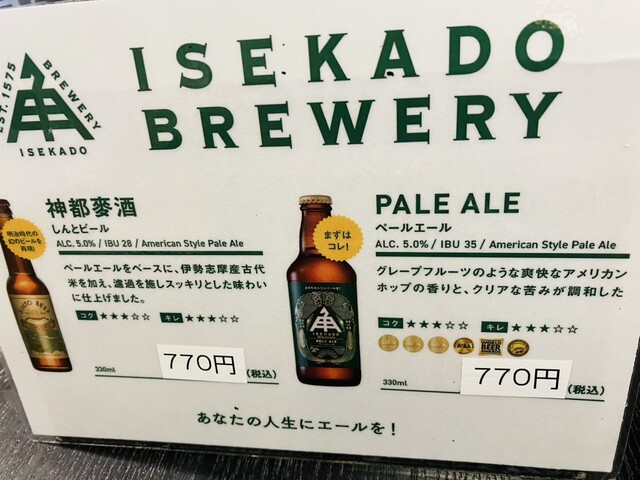 EST. 1575
BREWERY
ISEKADO
ISEKADO
BREWERY
明治時代の
幻のビールを
再現!
神都麥酒
しんとビール
ALC. 5.0% / IBU 28 / American Style Pale Ale
ペールエールをベースに、伊勢志摩産古代
米を加え、濾過を施しスッキリとした味わい
に仕上げました。
コク ★★★☆☆ キレ ★★★☆☆
330ml
770円
(税込)
まずは
コレ!
ISEKADO
PALE ALE
PALE ALE
ペールエール
ALC. 5.0% / IBU 35 / American Style Pale Ale
グレープフルーツのような爽快なアメリカン
ホップの香りと、クリアな苦みが調和した
コク ★★★☆☆ キレ ★★★☆☆
330ml
770円
(税込)
あなたの人生にエールを!